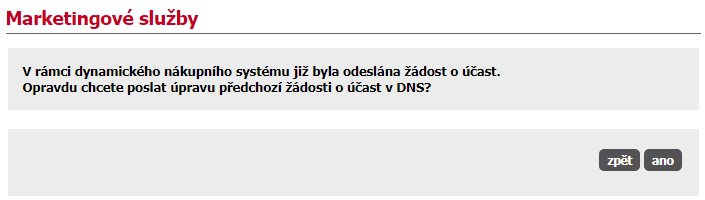 Marketingové služby
V rámci dynamického nákupního systému již byla odeslána žádost o účast.
Opravdu chcete poslat úpravu předchozí žádosti o účast v DNS?
zpět ano